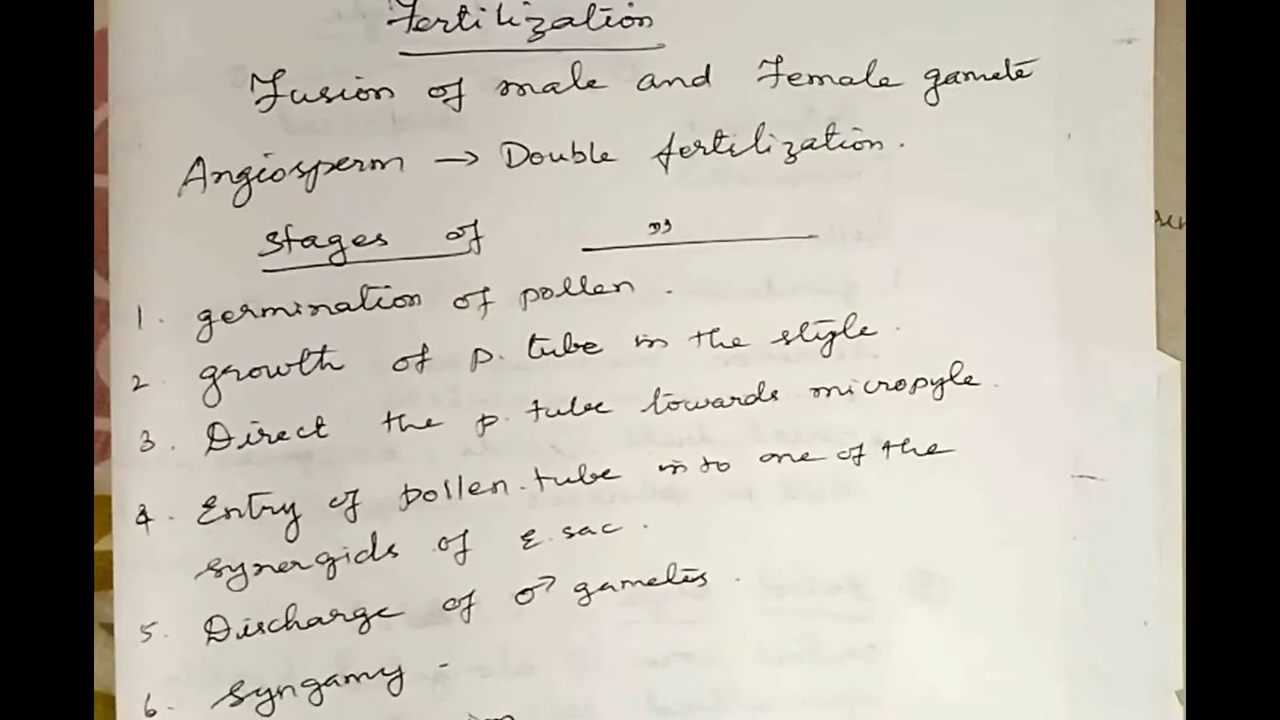 Fertilization
Fusion of male and Female gamete
Angiosperm → Double fertilization.
Stages of ——"——
1. germination of pollen.
2 growth of p. tube in the style.
3. Direct the p. tube towards micropyle.
4. Entry of pollen.tube in to one of the
synergids of E.sac.
5. Discharge of ♂ gametes.
6. Syngamy -